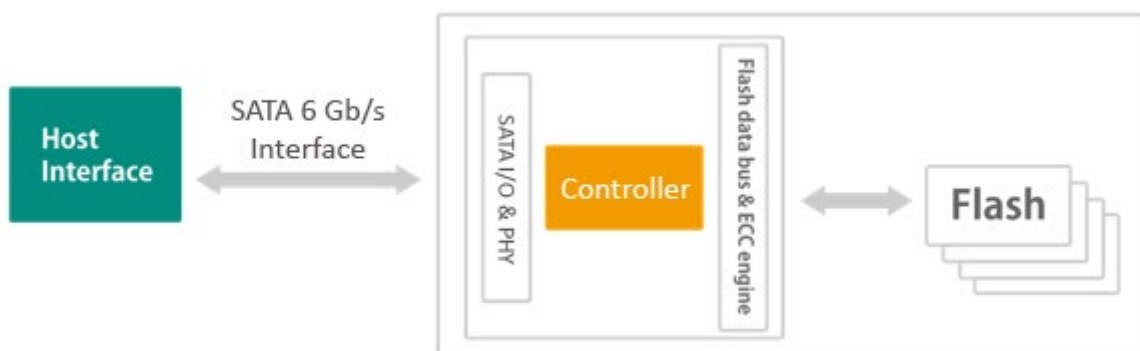 Host
Interface
SATA 6 Gb/s
Interface
SATA I/O & PHY
Controller
Flash data bus & ECC engine
Flash